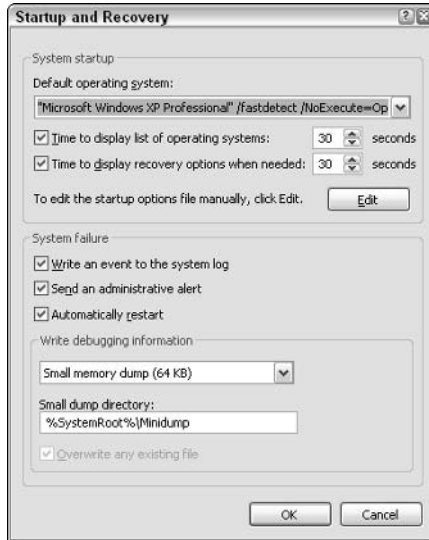 Startup and Recovery
System startup
Default operating system:
"Microsoft Windows XP Professional" /fastdetect /NoExecute=Op
Time to display list of operating systems: 30 seconds
Time to display recovery options when needed: 30 seconds
To edit the startup options file manually, click Edit. Edit
System failure
Write an event to the system log
Send an administrative alert
Automatically restart
Write debugging information
Small memory dump (64 KB)
Small dump directory:
%SystemRoot%\Minidump
Overwrite any existing file
OK Cancel